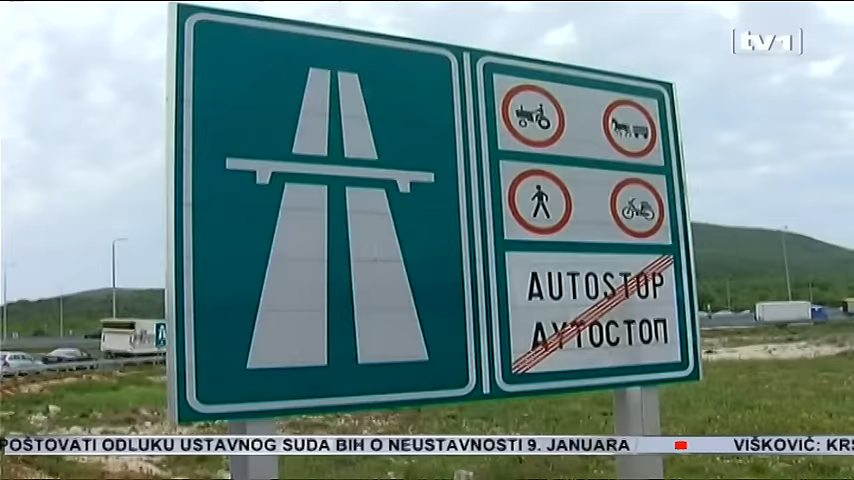 [tv1]
AUTOSTOP
АУТОСТОП
POŠTOVATI ODLUKU USTAVNOG SUDA BIH O NEUSTAVNOSTI 9. JANUARA VIŠKOVIĆ: